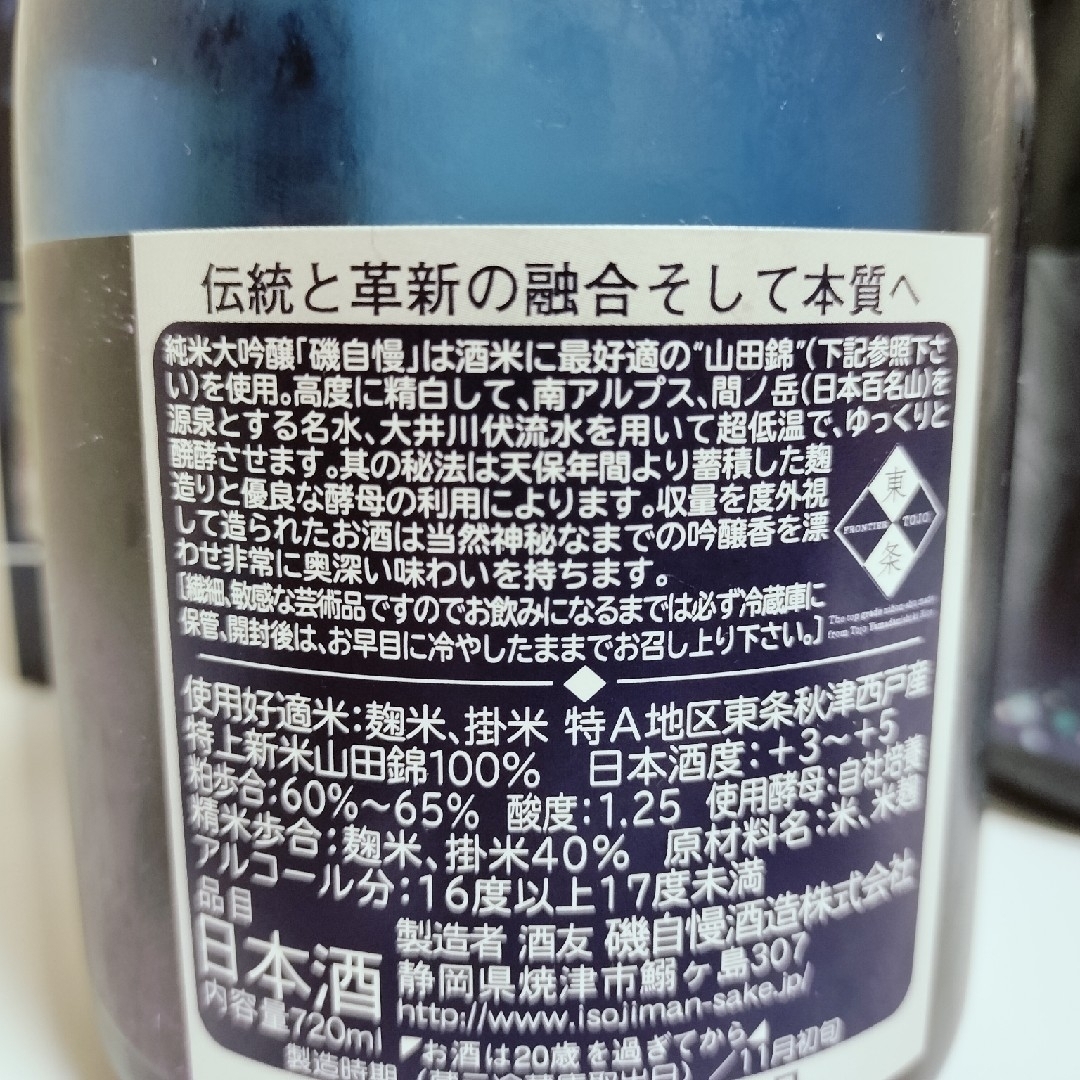 伝統と革新の融合そして本質へ
純米大吟醸「磯自慢」は酒米に最好適の"山田錦"(下記参照下さ
い)を使用。高度に精白して、南アルプス、間ノ岳(日本百名山)を
源泉とする名水、大井川伏流水を用いて超低温で、ゆっくりと
醗酵させます。其の秘法は天保年間より蓄積した麹
造りと優良な酵母の利用によります。収量を度外視
して造られたお酒は当然神秘なまでの吟醸香を漂
わせ非常に奥深い味わいを持ちます。
[繊細、敏感な芸術品ですのでお飲みになるまでは必ず冷蔵庫に
保管、開封後は、お早目に冷やしたままでお召し上り下さい。]
東
FRONTIER TOJO
条
The top grade
from Tojo
使用好適米:麹米、掛米 特A地区東条秋津西戸産
特上新米山田錦100% 日本酒度:+3~+5
粕歩合:60%~65% 酸度:1.25 使用酵母:自社培養
精米歩合:麹米、掛米40% 原材料名:米、米麹
アルコール分:16度以上17度未満
品目
日本酒
製造者 酒友 磯自慢酒造株式会社
静岡県焼津市鰯ヶ島307
http://www.isojiman-sake.jp/
内容量720ml
お酒は20歳を過ぎてから
製造時期 (蔵元冷蔵庫取出日)/11月初旬